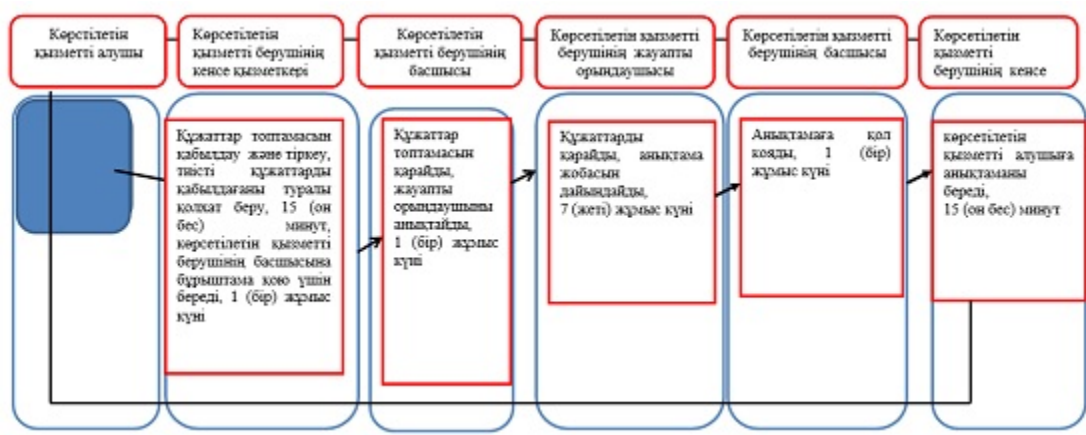 Көрстілетін
қызметті алушы
Көрсетілетін
қызметті берушінің
кеңсе қызметкері
Көрсетілетін
қызметті берушінің
басшысы
Көрсетілетін қызметті
берушінің жауапты
орындаушысы
Көрсетілетін қызметті
берушінің басшысы
Көрсетілетін
қызметті
берушінің кеңсе
Құжаттар топтамасын
қабылдау және тіркеу,
тиісті құжаттарды
қабылдағаны туралы
қолхат беру, 15 (он
бес) минут,
көрсетілетін қызметті
берушінің басшысына
бұрыштама қою үшін
береді, 1 (бір) жұмыс
күні
Құжаттар
топтамасын
қарайды,
жауапты
орындаушыны
анықтайды,
1 (бір) жұмыс
күні
Құжаттарды
қарайды, анықтама
жобасын
дайындайды,
7 (жеті) жұмыс күні
Анықтамаға қол
қояды, 1 (бір)
жұмыс күні
көрсетілетін
қызметті алушыға
анықтаманы
береді,
15 (он бес) минут